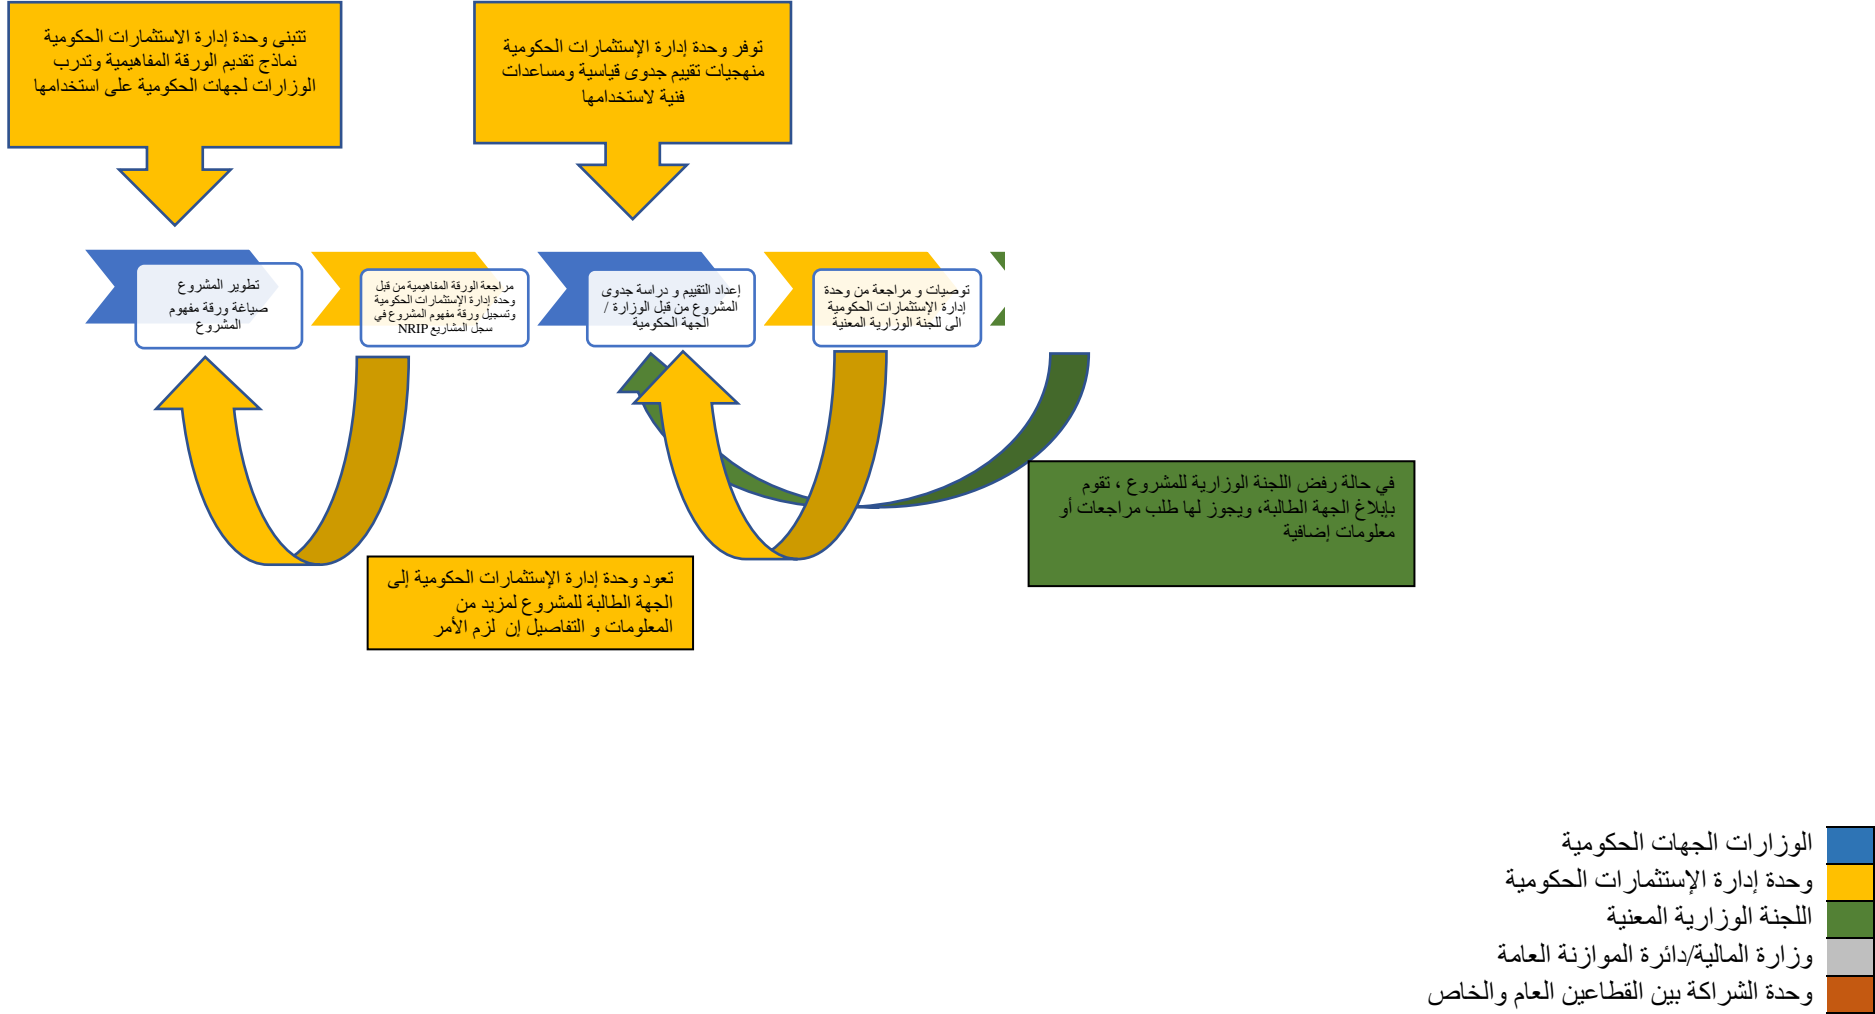 تتبنى وحدة إدارة الاستثمارات الحكومية
نماذج تقديم الورقة المفاهيمية وتدرب
الوزارات لجهات الحكومية على استخدامها
توفر وحدة إدارة الإستثمارات الحكومية
منهجيات تقييم جدوى قياسية ومساعدات
فنية لاستخدامها
تطوير المشروع
صياغة ورقة مفهوم
المشروع
مراجعة الورقة المفاهيمية من قبل
وحدة إدارة الإستثمارات الحكومية
وتسجيل ورقة مفهوم المشروع في
سجل المشاريع NRIP
إعداد التقييم و دراسة جدوى
المشروع من قبل الوزارة /
الجهة الحكومية
توصيات و مراجعة من وحدة
إدارة الإستثمارات الحكومية
الى للجنة الوزارية المعنية
في حالة رفض اللجنة الوزارية للمشروع ، تقوم
بإبلاغ الجهة الطالبة، ويجوز لها طلب مراجعات أو
معلومات إضافية
تعود وحدة إدارة الإستثمارات الحكومية إلى
الجهة الطالبة للمشروع لمزيد من
المعلومات و التفاصيل إن لزم الأمر
الوزارات الجهات الحكومية
وحدة إدارة الإستثمارات الحكومية
اللجنة الوزارية المعنية
وزارة المالية/دائرة الموازنة العامة
وحدة الشراكة بين القطاعين العام والخاص